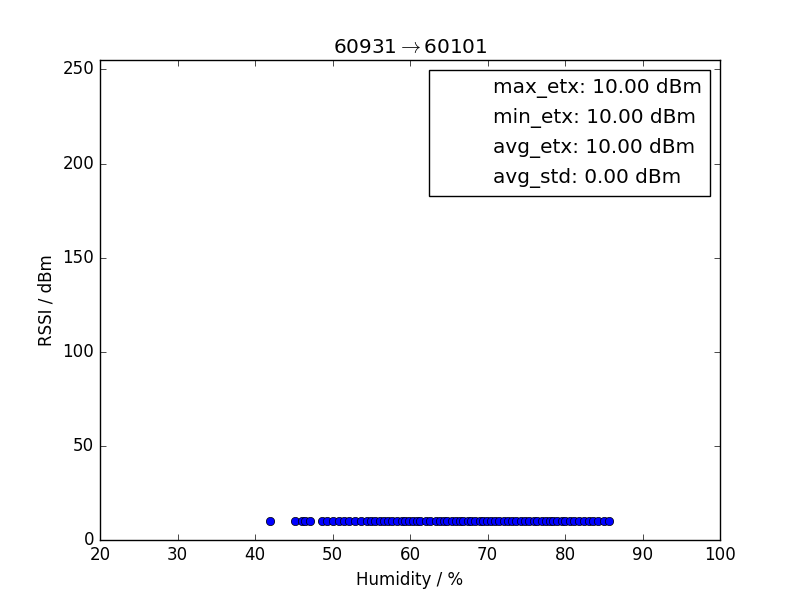 60931→60101
max_etx: 10.00 dBm
min_etx: 10.00 dBm
avg_etx: 10.00 dBm
avg_std: 0.00 dBm
RSSI / dBm
250
200
150
100
50
0
20 30 40 50 60 70 80 90 100
Humidity / %